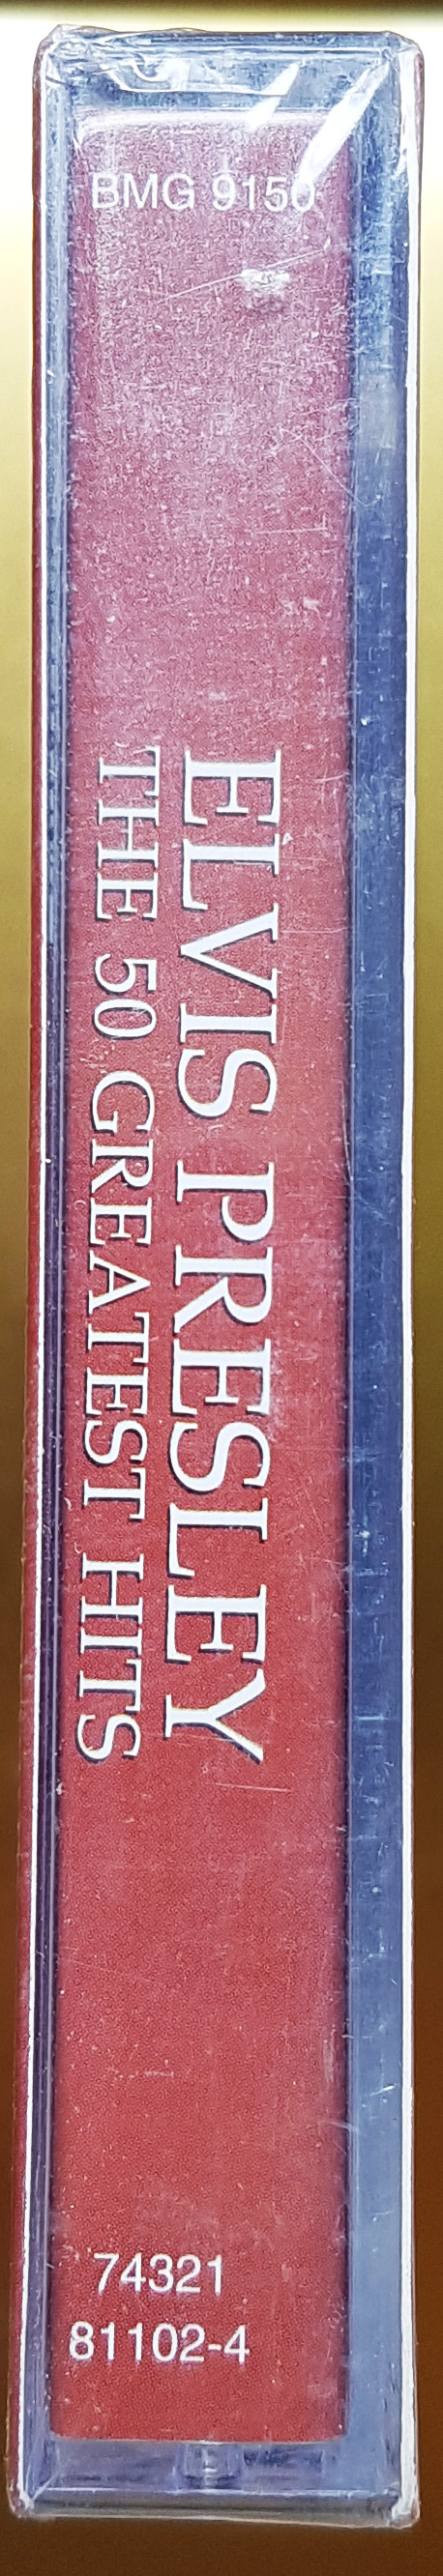 BMG 9150
ELVIS PRESLEY
THE 50 GREATEST HITS
74321
81102-4